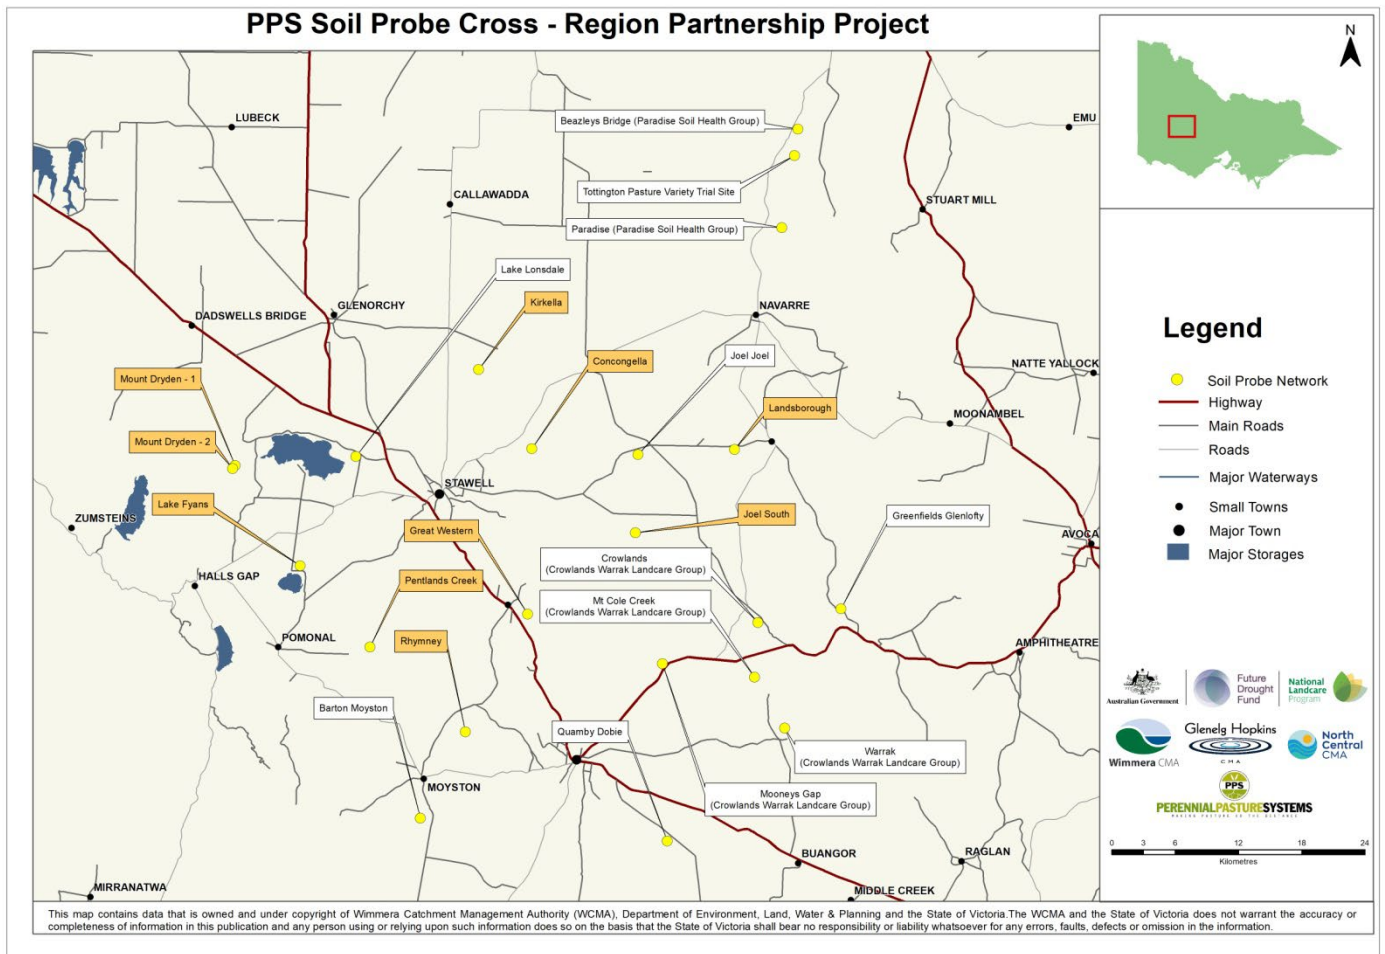 PPS Soil Probe Cross - Region Partnership Project
N
LUBECK
Beazleys Bridge (Paradise Soil Health Group)
EMU
Tottington Pasture Variety Trial Site
CALLAWADDA
STUART MILL
Paradise (Paradise Soil Health Group)
Lake Lonsdale
Kirkella
GLENORCHY
NAVARRE
DADSWELLS BRIDGE
Concongella
Joel Joel
NATTE YALLOCK
Mount Dryden - 1
Landsborough
MOONAMBEL
Mount Dryden - 2
STAWELL
Lake Fyans
ZUMSTEINS
Great Western
Joel South
Greenfields Glenlofty
AVOCA
Crowlands
(Crowlands Warrak Landcare Group)
HALLS GAP
Pentlands Creek
Mt Cole Creek
(Crowlands Warrak Landcare Group)
POMONAL
Rhymney
AMPHITHEATRE
Barton Moyston
Quamby Dobie
Warrak
(Crowlands Warrak Landcare Group)
MOYSTON
Mooneys Gap
(Crowlands Warrak Landcare Group)
BUANGOR
RAGLAN
MIRRANATWA
MIDDLE CREEK
Legend
Soil Probe Network
Highway
Main Roads
Roads
Major Waterways
Small Towns
Major Town
Major Storages
Australian Government
Future
Drought
Fund
National
Landcare
Program
Wimmera CMA
Glenelg Hopkins
CMA
North
Central
CMA
PPS
PERENNIALPASTURESYSTEMS
MAKING PASTURE GO THE DISTANCE
0 3 6 12 18 24
Kilometres
This map contains data that is owned and under copyright of Wimmera Catchment Management Authority (WCMA), Department of Environment, Land, Water & Planning and the State of Victoria.The WCMA and the State of Victoria does not warrant the accuracy or
completeness of information in this publication and any person using or relying upon such information does so on the basis that the State of Victoria shall bear no responsibility or liability whatsoever for any errors, faults, defects or omission in the information.